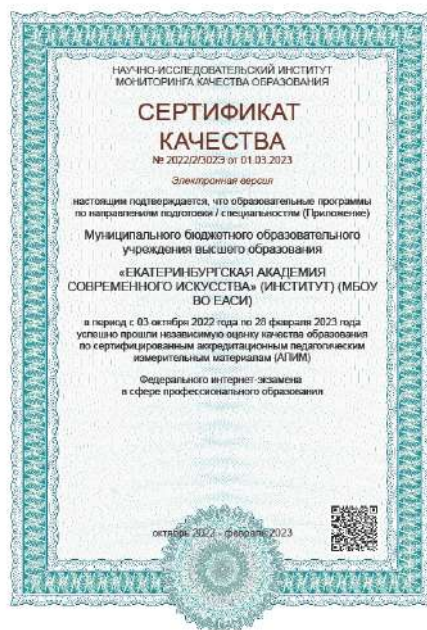 НАУЧНО-ИССЛЕДОВАТЕЛЬСКИЙ ИНСТИТУТ
МОНИТОРИНГА КАЧЕСТВА ОБРАЗОВАНИЯ
СЕРТИФИКАТ
КАЧЕСТВА
№ 2022/2/302Э от 01.03.2023
Электронная версия
настоящим подтверждается, что образовательные программы
по направлениям подготовки / специальностям (Приложение)
Муниципального бюджетного образовательного
учреждения высшего образования
«ЕКАТЕРИНБУРГСКАЯ АКАДЕМИЯ
СОВРЕМЕННОГО ИСКУССТВА» (ИНСТИТУТ) (МБОУ
ВО ЕАСИ)
в период с 03 октября 2022 года по 28 февраля 2023 года
успешно прошли независимую оценку качества образования
по сертифицированным аккредитационным педагогическим
измерительным материалам (АПИМ)
Федерального интернет-экзамена
в сфере профессионального образования
октябрь 2022 - февраль 2023